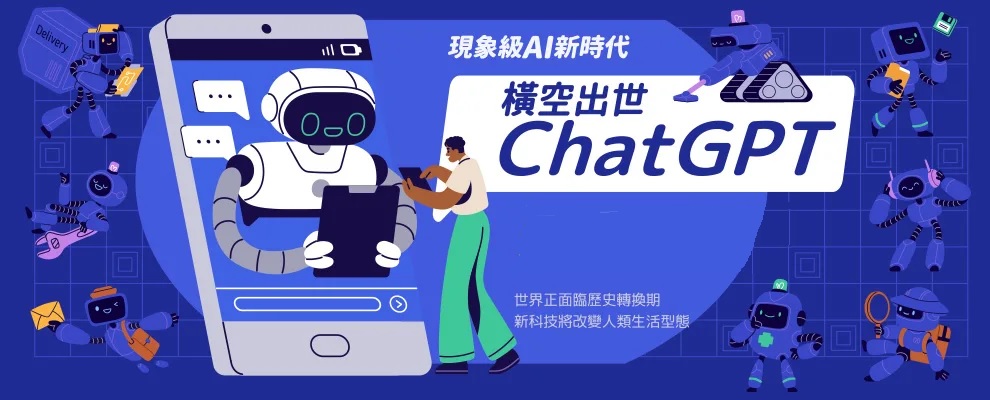 Delivery
現象級AI新時代
橫空出世
ChatGPT
世界正面臨歷史轉換期
新科技將改變人類生活型態